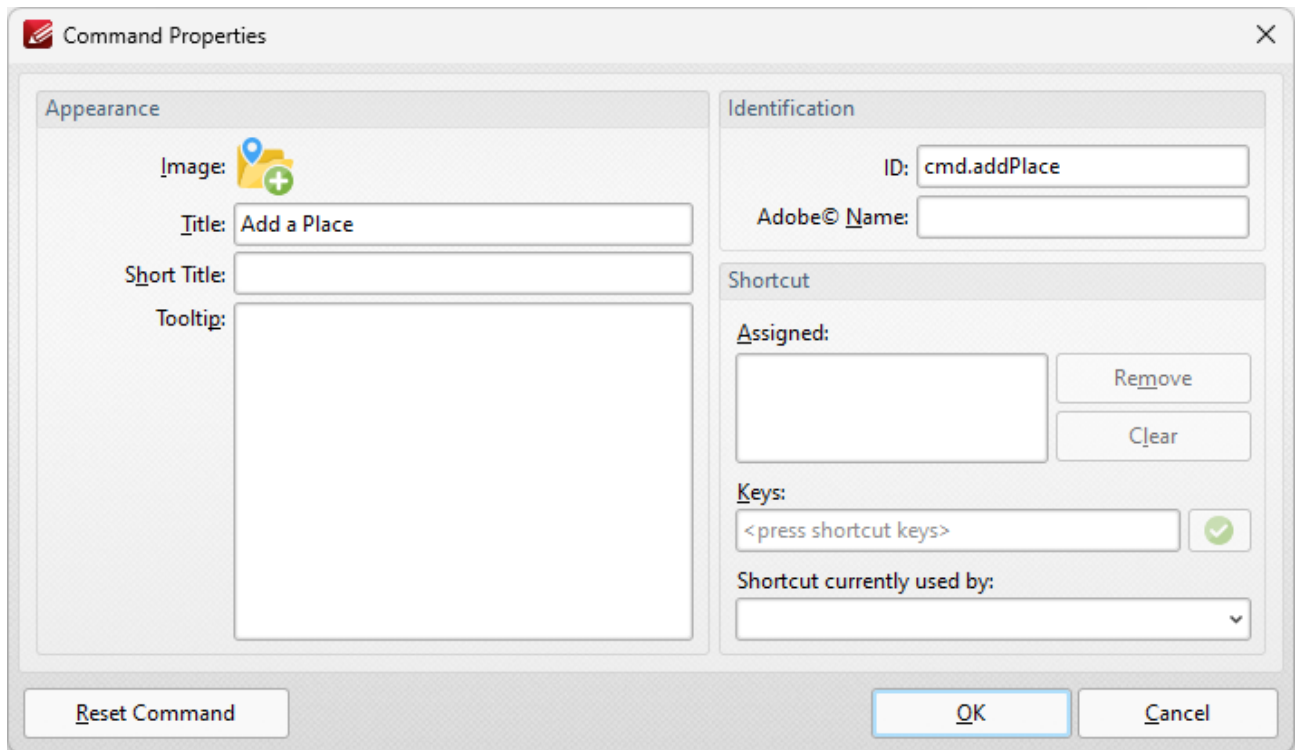 Command Properties
Appearance
Image:
Title: Add a Place
Short Title:
Tooltip:
Identification
ID: cmd.addPlace
Adobe© Name:
Shortcut
Assigned:
Remove
Clear
Keys:
<press shortcut keys>
Shortcut currently used by:
Reset Command
OK
Cancel